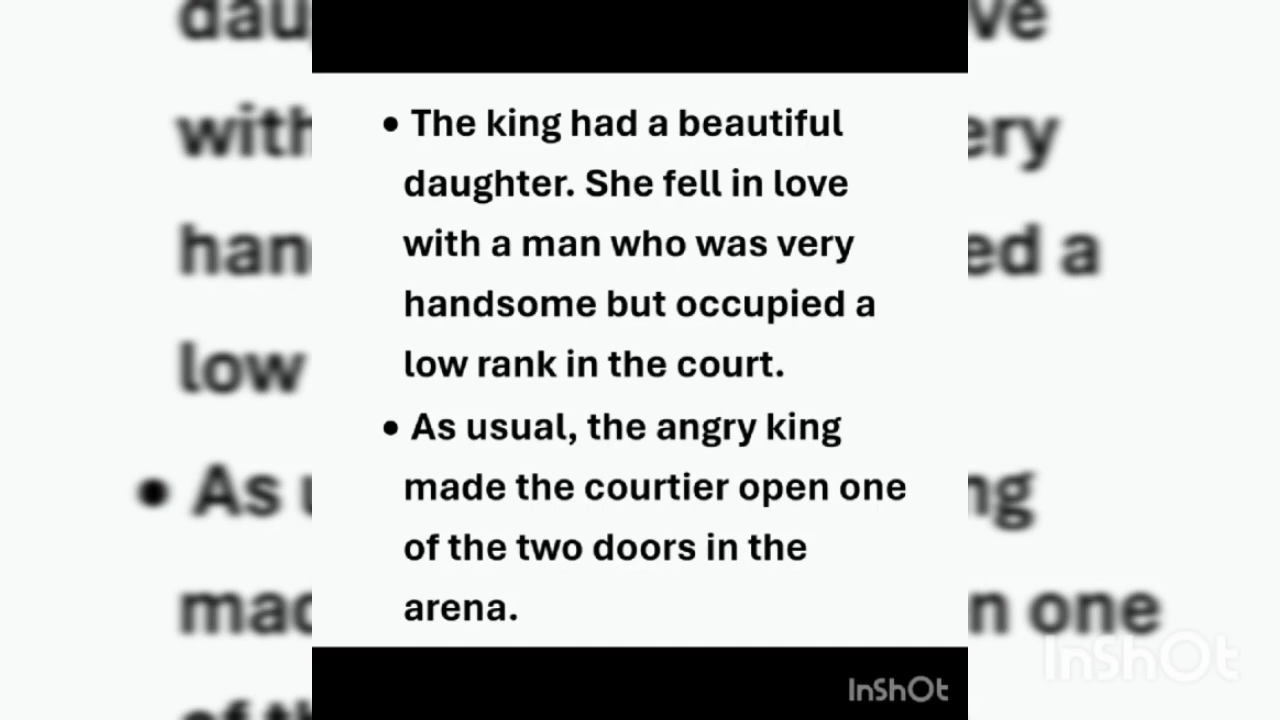 • The king had a beautiful
daughter. She fell in love
with a man who was very
handsome but occupied a
low rank in the court.
• As usual, the angry king
made the courtier open one
of the two doors in the
arena.
InShOt
InShOt